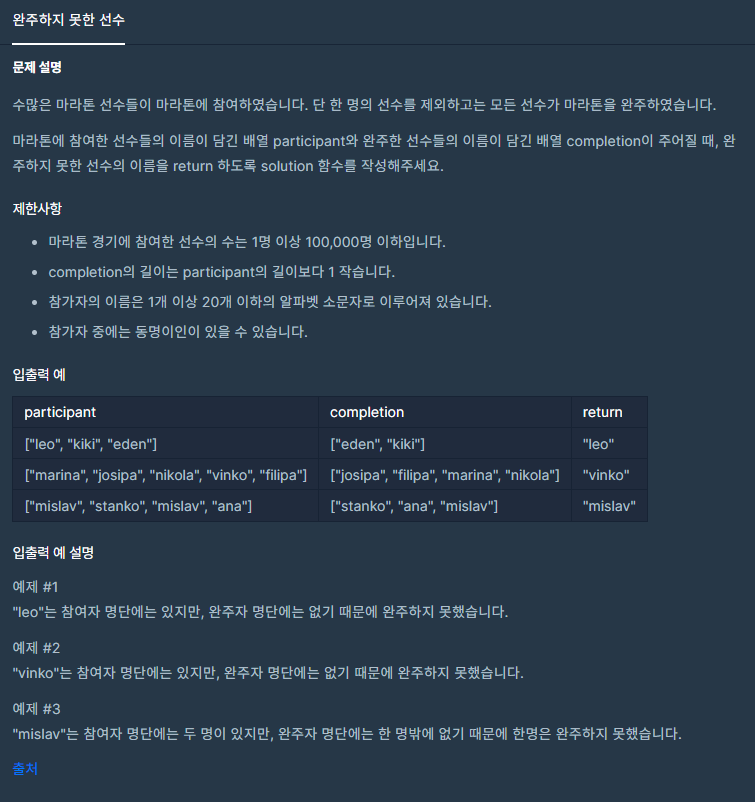 완주하지 못한 선수
문제 설명
수많은 마라톤 선수들이 마라톤에 참여하였습니다. 단 한 명의 선수를 제외하고는 모든 선수가 마라톤을 완주하였습니다.
마라톤에 참여한 선수들의 이름이 담긴 배열 participant와 완주한 선수들의 이름이 담긴 배열 completion이 주어질 때, 완
주하지 못한 선수의 이름을 return 하도록 solution 함수를 작성해주세요.
제한사항
• 마라톤 경기에 참여한 선수의 수는 1명 이상 100,000명 이하입니다.
• completion의 길이는 participant의 길이보다 1 작습니다.
• 참가자의 이름은 1개 이상 20개 이하의 알파벳 소문자로 이루어져 있습니다.
• 참가자 중에는 동명이인이 있을 수 있습니다.
입출력 예
participant completion return
["leo", "kiki", "eden"] ["eden", "kiki"] "leo"
["marina", "josipa", "nikola", "vinko", "filipa"] ["josipa", "filipa", "marina", "nikola"] "vinko"
["mislav", "stanko", "mislav", "ana"] ["stanko", "ana", "mislav"] "mislav"
입출력 예 설명
예제 #1
"leo"는 참여자 명단에는 있지만, 완주자 명단에는 없기 때문에 완주하지 못했습니다.
예제 #2
"vinko"는 참여자 명단에는 있지만, 완주자 명단에는 없기 때문에 완주하지 못했습니다.
예제 #3
"mislav"는 참여자 명단에는 두 명이 있지만, 완주자 명단에는 한 명밖에 없기 때문에 한명은 완주하지 못했습니다.
출처